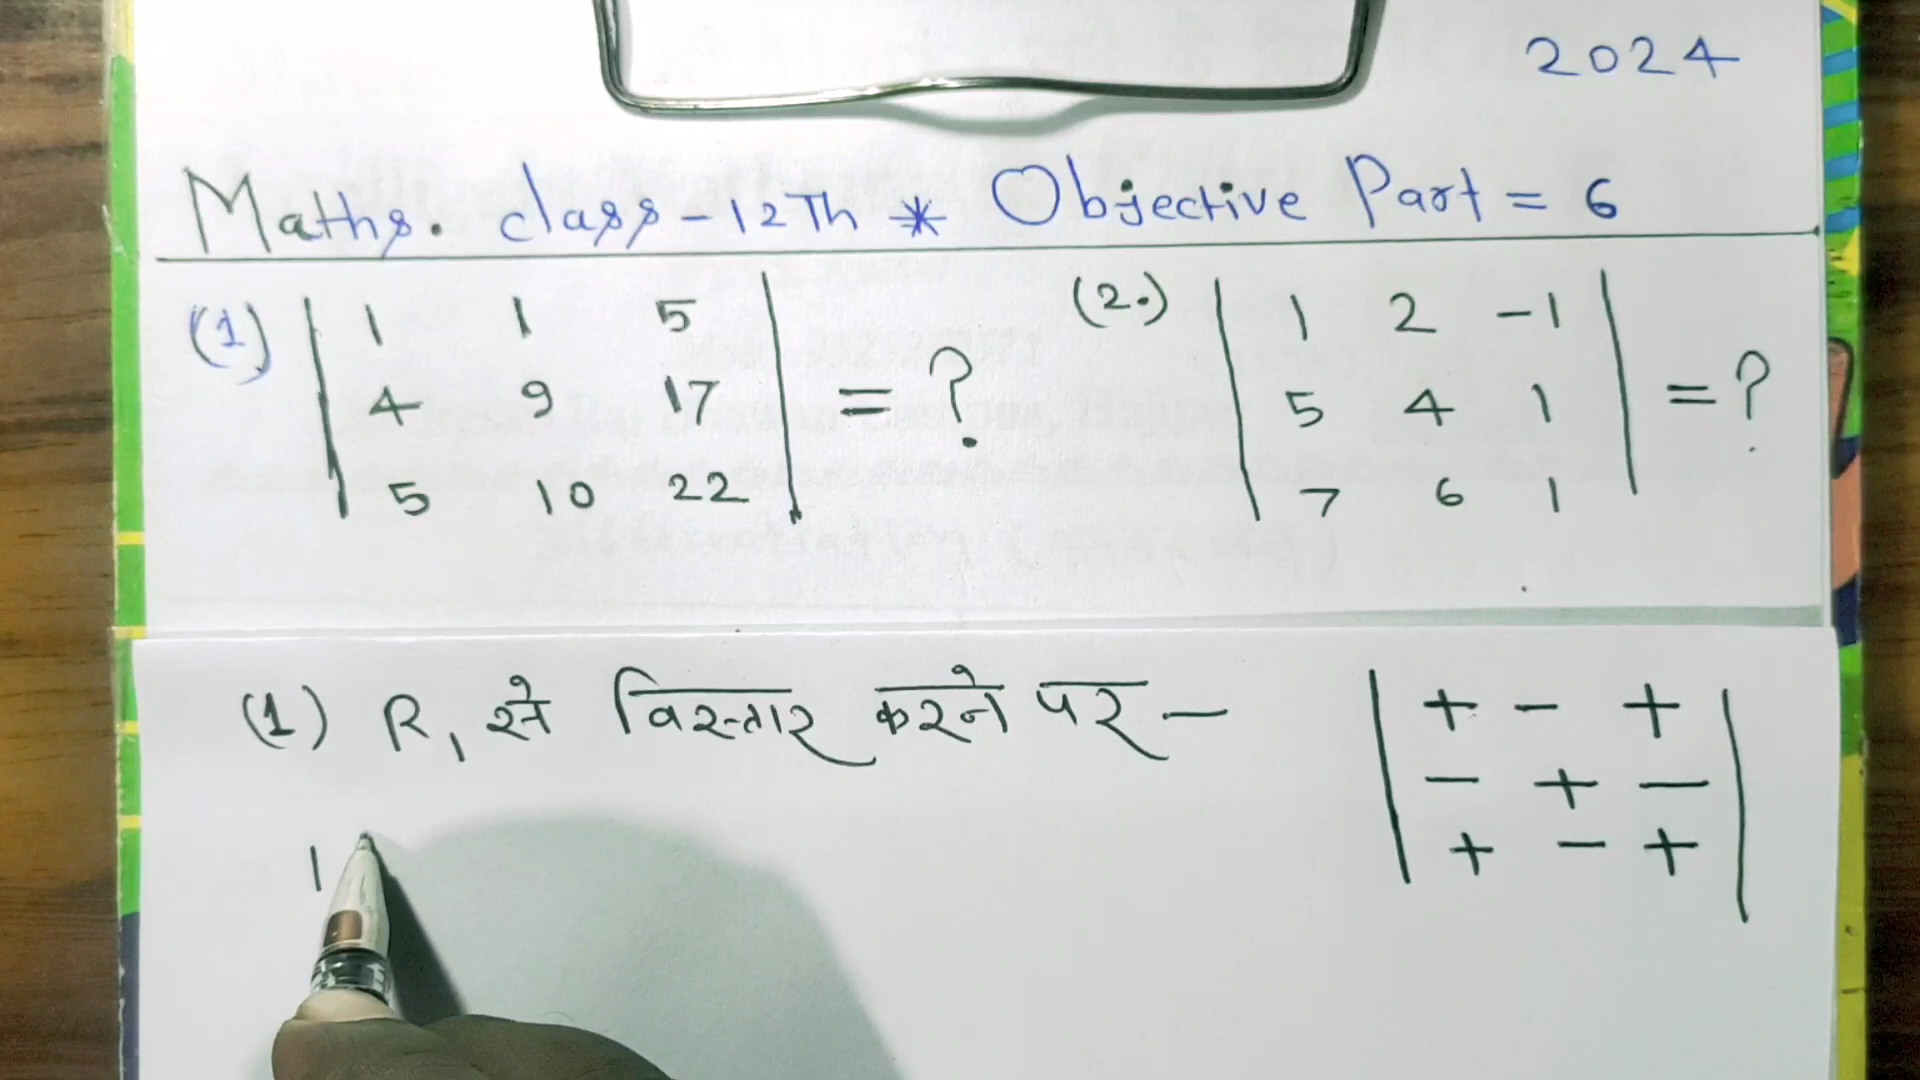 2024
Maths. class-12Th * Objective Part = 6
(1) | 1 1 5 | (2.) | 1 2 -1 |
| 4 9 17 | = ? | 5 4 1 | = ?
| 5 10 22 | | 7 6 1 |
(1) R₁ से विस्तार करने पर — | + - + |
| - + - |
1 | + - + |